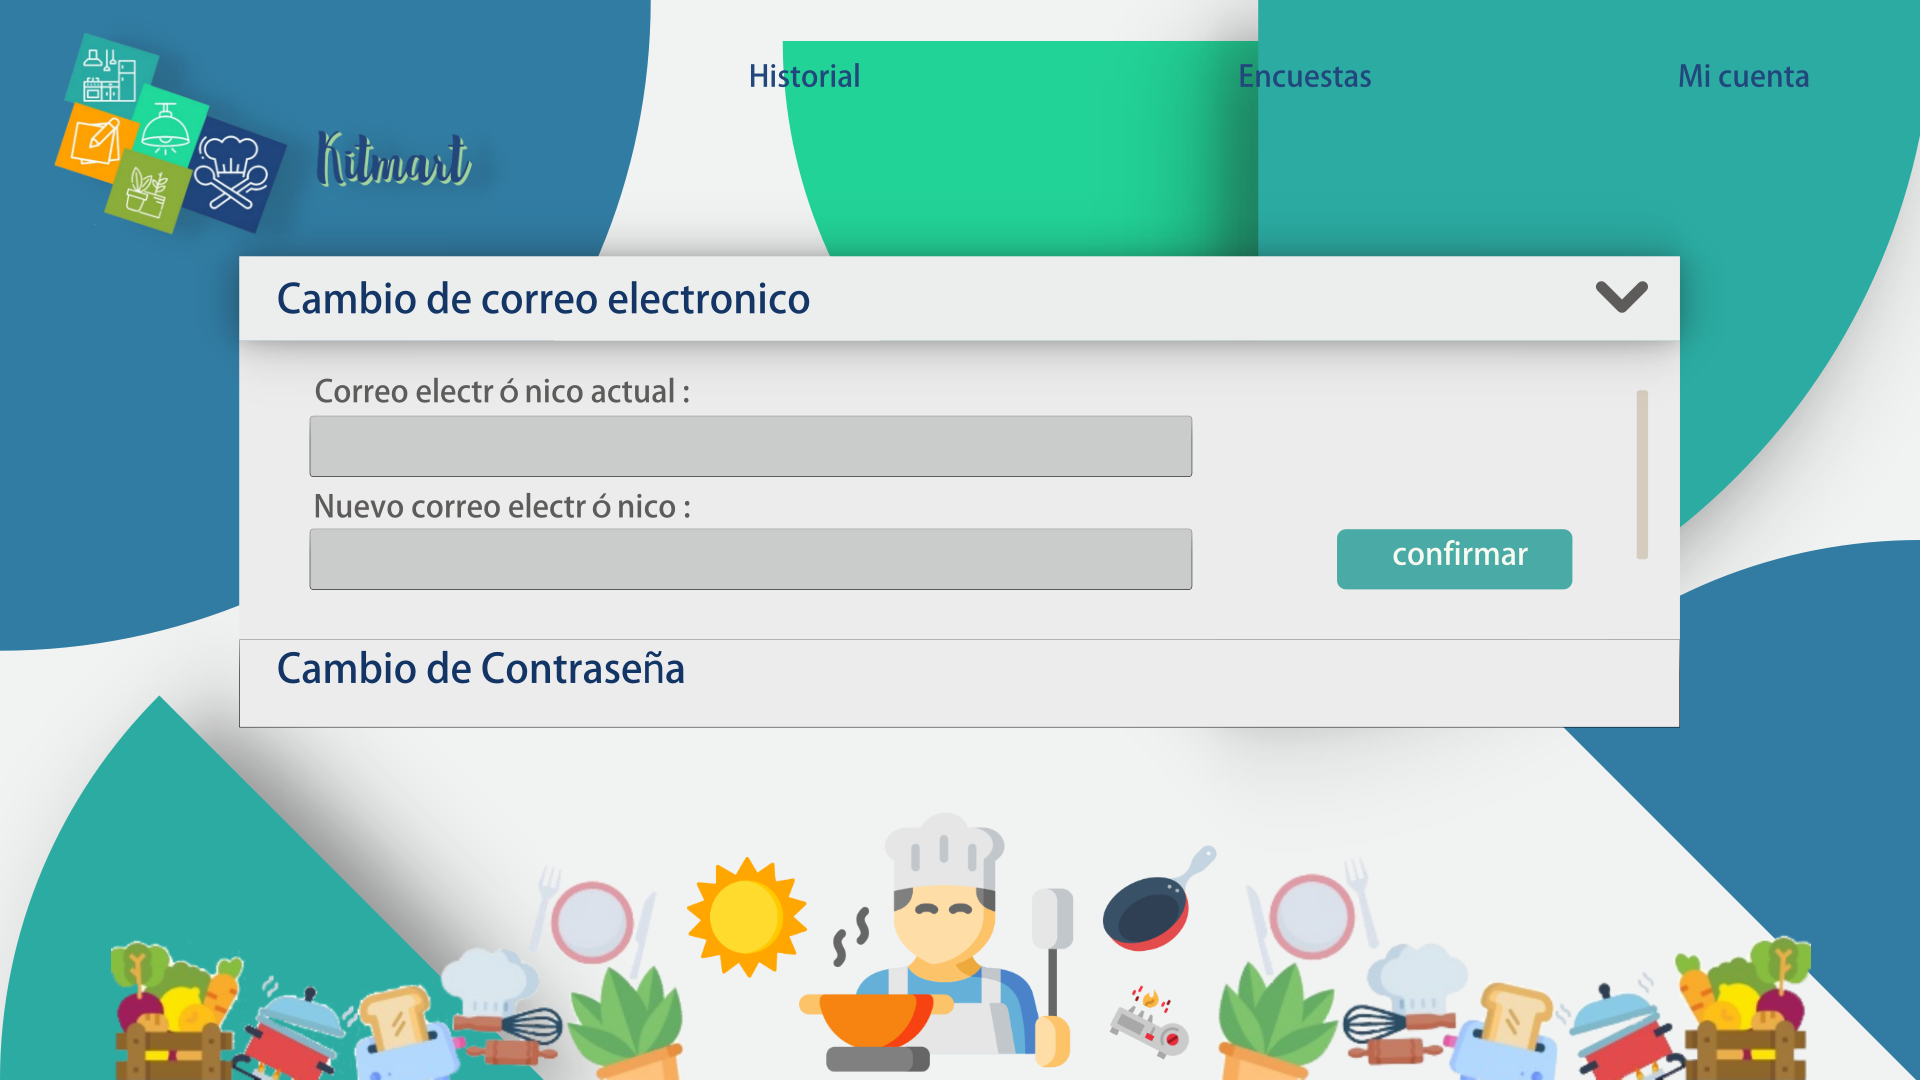 Historial
Encuestas
Mi cuenta
Kitmart
Cambio de correo electronico
Correo electr ó nico actual :
Nuevo correo electr ó nico :
confirmar
Cambio de Contraseña